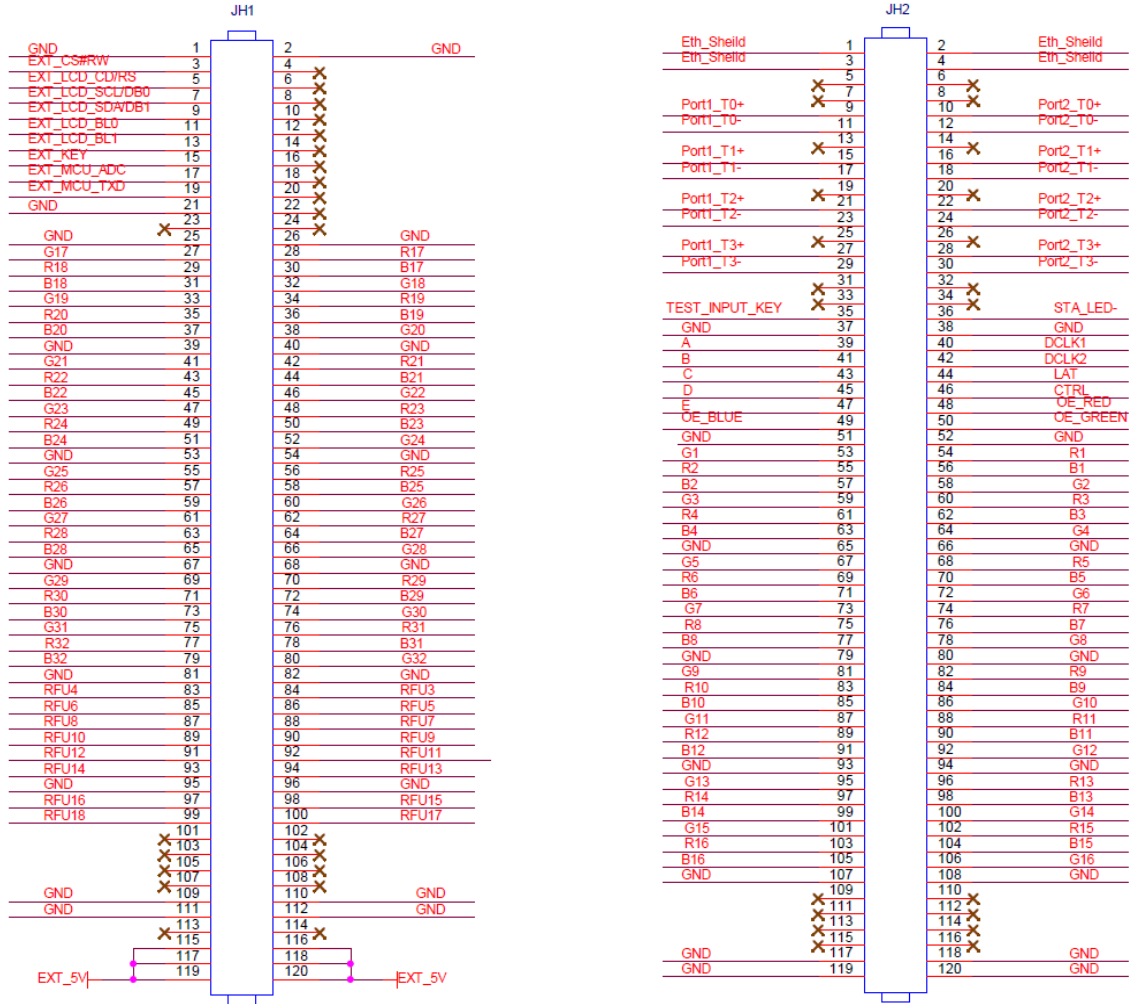 JH1
GND 1 2 GND
EXT_CS#RW 3 4
EXT_LCD_CD/RS 5 6
EXT_LCD_SCL/DB0 7 8
EXT_LCD_SDA/DB1 9 10
EXT_LCD_BL0 11 12
EXT_LCD_BL1 13 14
EXT_KEY 15 16
EXT_MCU_ADC 17 18
EXT_MCU_TXD 19 20
GND 21 22
23 24
GND 25 26 GND
G17 27 28 R17
R18 29 30 B17
B18 31 32 G18
G19 33 34 R19
R20 35 36 B19
B20 37 38 G20
GND 39 40 GND
G21 41 42 R21
R22 43 44 B21
B22 45 46 G22
G23 47 48 R23
R24 49 50 B23
B24 51 52 G24
GND 53 54 GND
G25 55 56 R25
R26 57 58 B25
B26 59 60 G26
G27 61 62 R27
R28 63 64 B27
B28 65 66 G28
GND 67 68 GND
G29 69 70 R29
R30 71 72 B29
B30 73 74 G30
G31 75 76 R31
R32 77 78 B31
B32 79 80 G32
GND 81 82 GND
RFU4 83 84 RFU3
RFU6 85 86 RFU5
RFU8 87 88 RFU7
RFU10 89 90 RFU9
RFU12 91 92 RFU11
RFU14 93 94 RFU13
GND 95 96 GND
RFU16 97 98 RFU15
RFU18 99 100 RFU17
101 102
103 104
105 106
107 108
GND 109 110 GND
GND 111 112 GND
113 114
115 116
117 118
EXT_5V 119 120 EXT_5V
JH2
Eth_Sheild 1 2 Eth_Sheild
Eth_Sheild 3 4 Eth_Sheild
5 6
7 8
Port1_T0+ 9 10 Port2_T0+
Port1_T0- 11 12 Port2_T0-
13 14
Port1_T1+ 15 16 Port2_T1+
Port1_T1- 17 18 Port2_T1-
19 20
Port1_T2+ 21 22 Port2_T2+
Port1_T2- 23 24 Port2_T2-
25 26
Port1_T3+ 27 28 Port2_T3+
Port1_T3- 29 30 Port2_T3-
31 32
33 34
TEST_INPUT_KEY 35 36 STA_LED-
GND 37 38 GND
A 39 40 DCLK1
B 41 42 DCLK2
C 43 44 LAT
D 45 46 CTRL
E 47 48 OE_RED
OE_BLUE 49 50 OE_GREEN
GND 51 52 GND
G1 53 54 R1
R2 55 56 B1
B2 57 58 G2
G3 59 60 R3
R4 61 62 B3
B4 63 64 G4
GND 65 66 GND
G5 67 68 R5
R6 69 70 B5
B6 71 72 G6
G7 73 74 R7
R8 75 76 B7
B8 77 78 G8
GND 79 80 GND
G9 81 82 R9
R10 83 84 B9
B10 85 86 G10
G11 87 88 R11
R12 89 90 B11
B12 91 92 G12
GND 93 94 GND
G13 95 96 R13
R14 97 98 B13
B14 99 100 G14
G15 101 102 R15
R16 103 104 B15
B16 105 106 G16
GND 107 108 GND
109 110
111 112
113 114
115 116
GND 117 118 GND
GND 119 120 GND